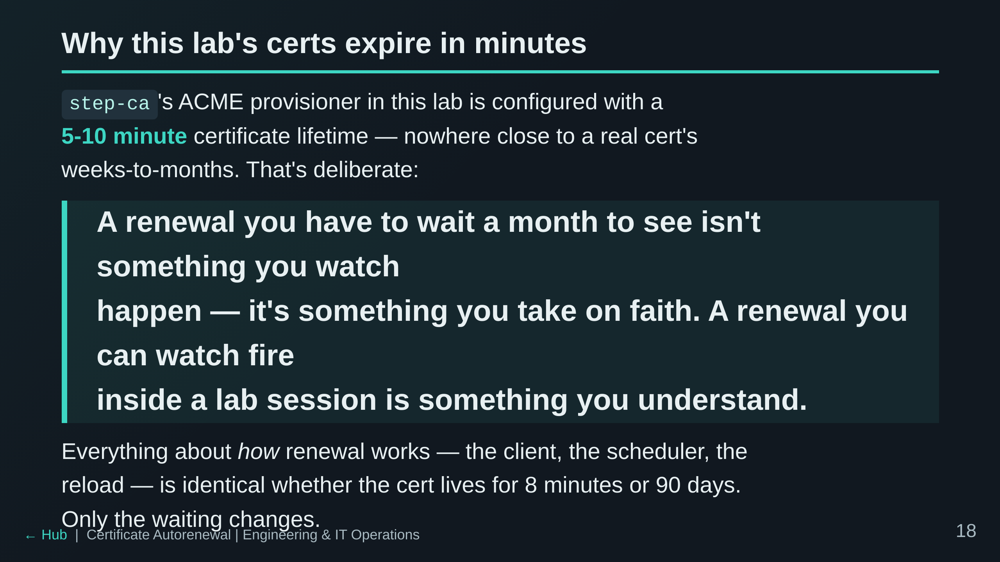 Why this lab's certs expire in minutes
step-ca's ACME provisioner in this lab is configured with a
5-10 minute certificate lifetime — nowhere close to a real cert's
weeks-to-months. That's deliberate:
A renewal you have to wait a month to see isn't
something you watch
happen — it's something you take on faith. A renewal you
can watch fire
inside a lab session is something you understand.
Everything about how renewal works — the client, the scheduler, the
reload — is identical whether the cert lives for 8 minutes or 90 days.
Only the waiting changes.
← Hub | Certificate Autorenewal | Engineering & IT Operations
18